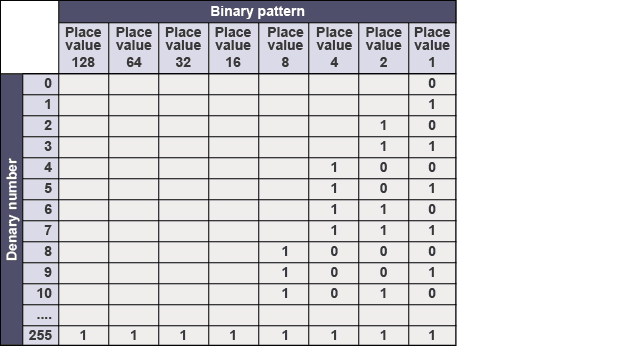 Binary pattern
Place value 128 Place value 64 Place value 32 Place value 16 Place value 8 Place value 4 Place value 2 Place value 1
Denary number
0 0
1 1
2 1 0
3 1 1
4 1 0 0
5 1 0 1
6 1 1 0
7 1 1 1
8 1 0 0 0
9 1 0 0 1
10 1 0 1 0
....
255 1 1 1 1 1 1 1 1